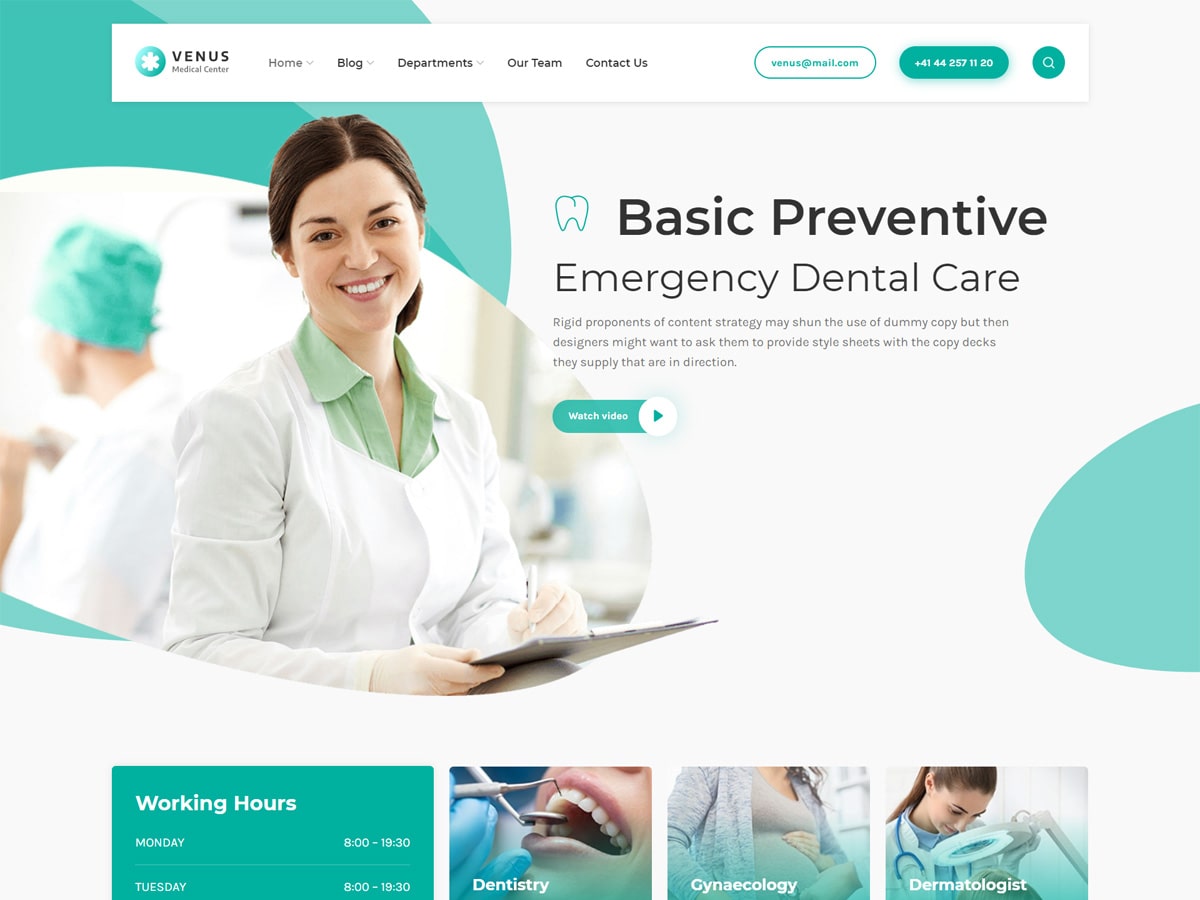 VENUS
Medical Center
Home
Blog
Departments
Our Team
Contact Us
venus@mail.com
+41 44 257 11 20
Basic Preventive
Emergency Dental Care
Rigid proponents of content strategy may shun the use of dummy copy but then
designers might want to ask them to provide style sheets with the copy decks
they supply that are in direction.
Watch video
Working Hours
MONDAY 8:00 – 19:30
TUESDAY 8:00 – 19:30
Dentistry
Gynaecology
Dermatologist